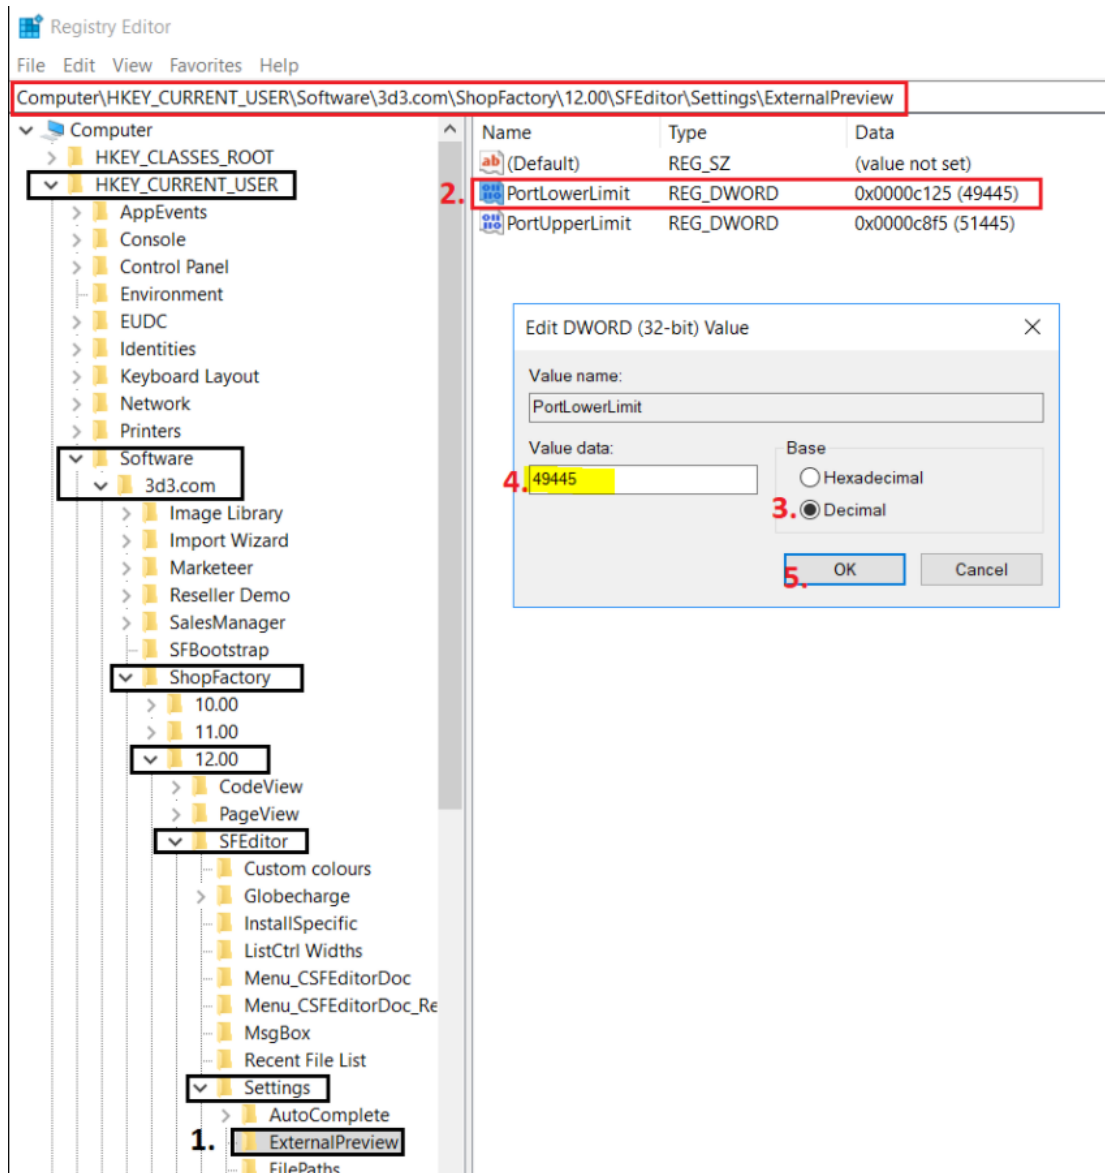 Registry Editor
File Edit View Favorites Help
Computer\HKEY_CURRENT_USER\Software\3d3.com\ShopFactory\12.00\SFEditor\Settings\ExternalPreview
Computer
HKEY_CLASSES_ROOT
HKEY_CURRENT_USER
AppEvents
Console
Control Panel
Environment
EUDC
Identities
Keyboard Layout
Network
Printers
Software
3d3.com
Image Library
Import Wizard
Marketeer
Reseller Demo
SalesManager
SFBootstrap
ShopFactory
10.00
11.00
12.00
CodeView
PageView
SFEditor
Custom colours
Globecharge
InstallSpecific
ListCtrl Widths
Menu_CSFEditorDoc
Menu_CSFEditorDoc_Re
MsgBox
Recent File List
Settings
AutoComplete
1. ExternalPreview
FilePaths
Name Type Data
ab (Default) REG_SZ (value not set)
2. PortLowerLimit REG_DWORD 0x0000c125 (49445)
PortUpperLimit REG_DWORD 0x0000c8f5 (51445)
Edit DWORD (32-bit) Value
Value name:
PortLowerLimit
Value data:
4. 49445
Base
Hexadecimal
3. Decimal
5. OK Cancel